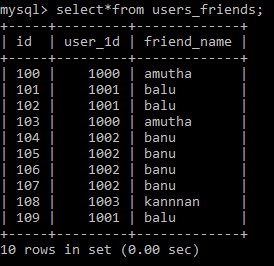 mysql> select*from users_friends;
+-----+---------+-------------+
| id  | user_1d | friend_name |
+-----+---------+-------------+
| 100 |    1000 | amutha      |
| 101 |    1001 | balu        |
| 102 |    1001 | balu        |
| 103 |    1000 | amutha      |
| 104 |    1002 | banu        |
| 105 |    1002 | banu        |
| 106 |    1002 | banu        |
| 107 |    1002 | banu        |
| 108 |    1003 | kannnan     |
| 109 |    1001 | balu        |
+-----+---------+-------------+
10 rows in set (0.00 sec)